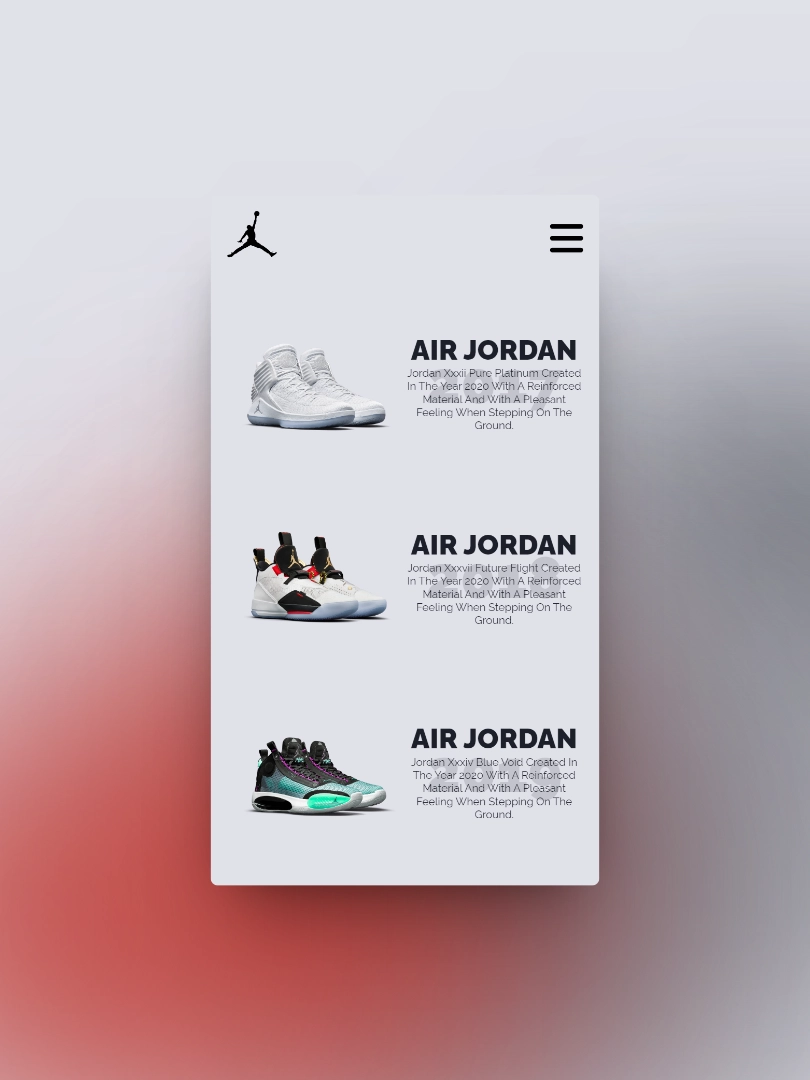 AIR JORDAN
Jordan Xxxii Pure Platinum Created
In The Year 2020 With A Reinforced
Material And With A Pleasant
Feeling When Stepping On The
Ground.
AIR JORDAN
Jordan Xxxvii Future Flight Created
In The Year 2020 With A Reinforced
Material And With A Pleasant
Feeling When Stepping On The
Ground.
AIR JORDAN
Jordan Xxxiv Blue Void Created In
The Year 2020 With A Reinforced
Material And With A Pleasant
Feeling When Stepping On The
Ground.